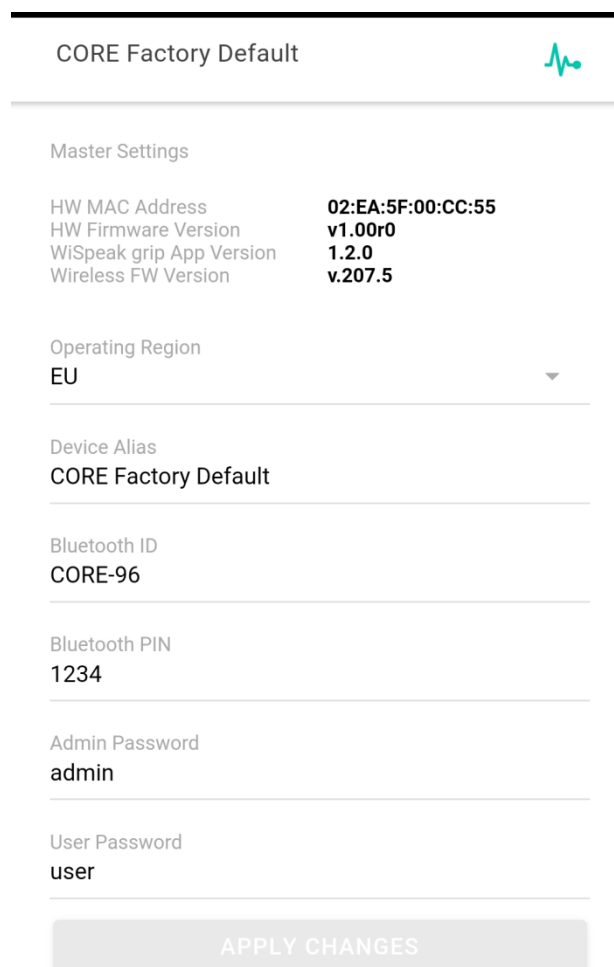 CORE Factory Default
Master Settings
HW MAC Address 02:EA:5F:00:CC:55
HW Firmware Version v1.00r0
WiSpeak grip App Version 1.2.0
Wireless FW Version v.207.5
Operating Region
EU
Device Alias
CORE Factory Default
Bluetooth ID
CORE-96
Bluetooth PIN
1234
Admin Password
admin
User Password
user
APPLY CHANGES